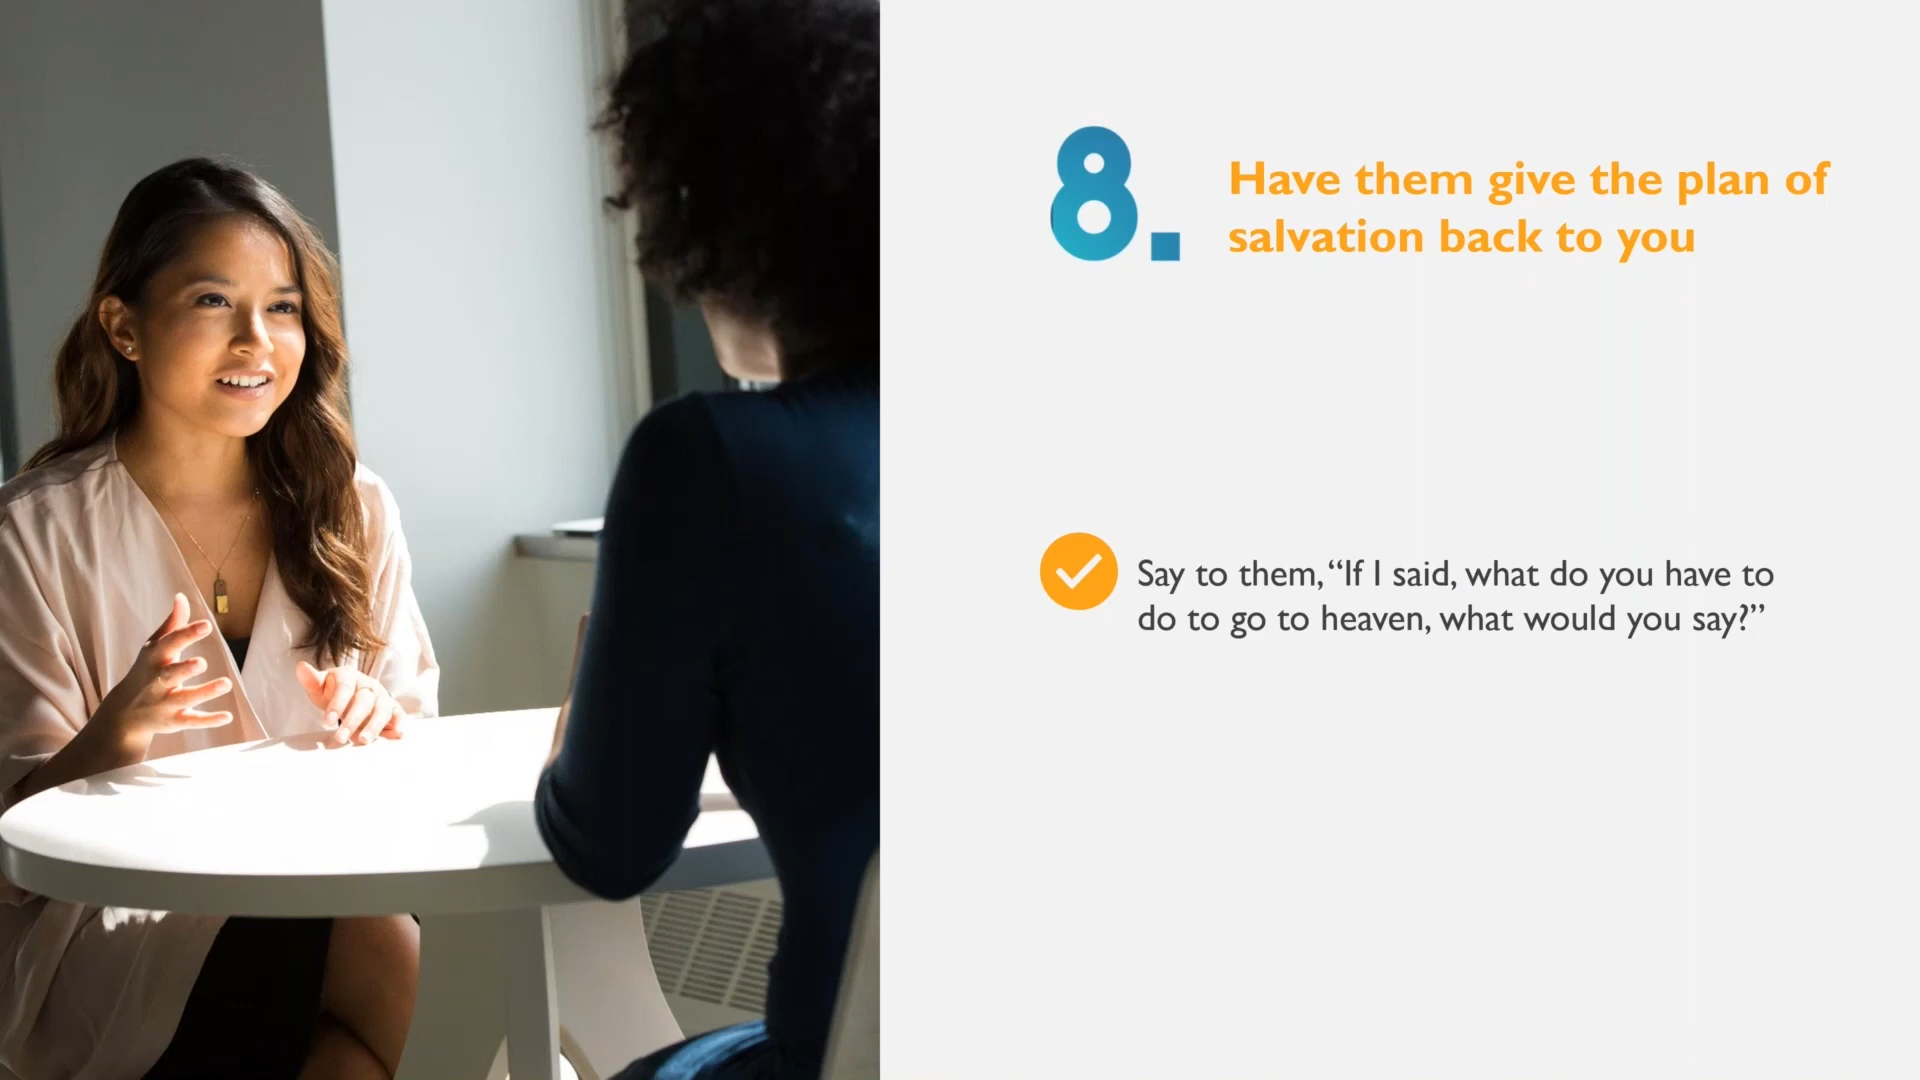 8. Have them give the plan of
salvation back to you
Say to them, “If I said, what do you have to
do to go to heaven, what would you say?”